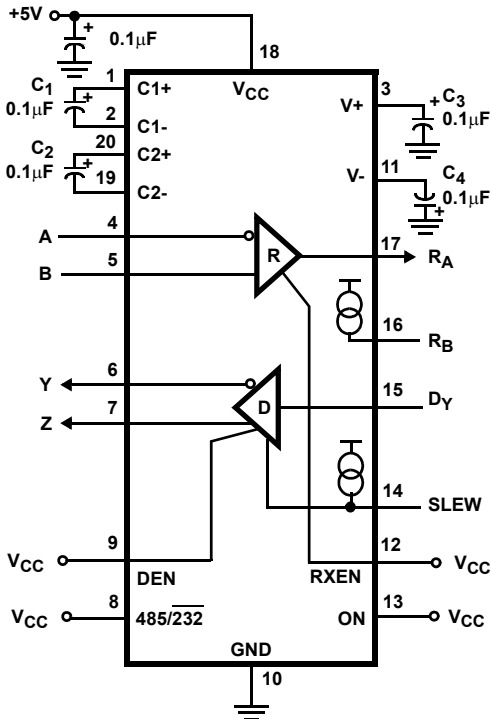 +5V
+
0.1μF
18
VCC
1
C1
0.1μF
+
C1+
2
C1-
20
C2
0.1μF
+
C2+
19
C2-
3
V+
+ C3
0.1μF
11
V-
C4
0.1μF
+
4
A
5
B
R
17
RA
16
RB
6
Y
7
Z
D
15
DY
14
SLEW
9
VCC
DEN
12
RXEN
VCC
8
VCC
485/232
13
ON
VCC
GND
10